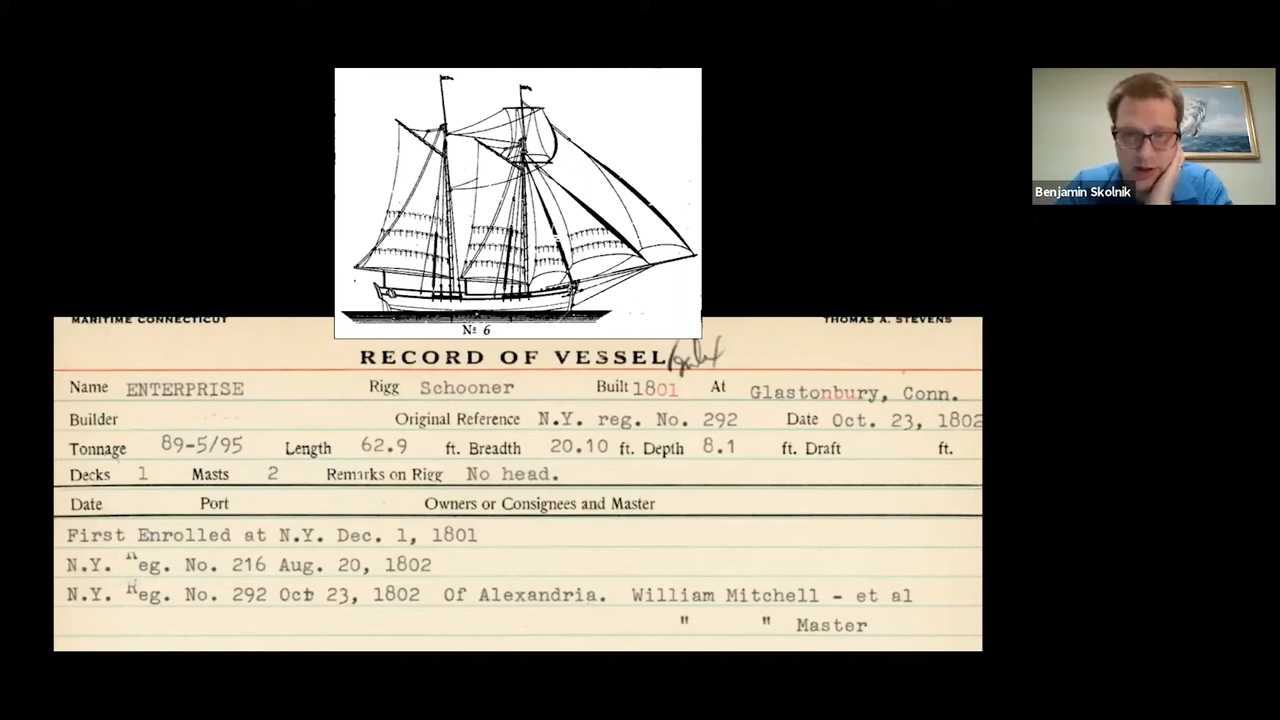 Benjamin Skolnik
Nº 6
MARITIME CONNECTICUT THOMAS A. STEVENS
RECORD OF VESSEL
Name ENTERPRISE Rigg Schooner Built 1801 At Glastonbury, Conn.
Builder Original Reference N.Y. reg. No. 292 Date Oct. 23, 1802
Tonnage 89-5/95 Length 62.9 ft. Breadth 20.10 ft. Depth 8.1 ft. Draft ft.
Decks 1 Masts 2 Remarks on Rigg No head.
Date Port Owners or Consignees and Master
First Enrolled at N.Y. Dec. 1, 1801
N.Y. Reg. No. 216 Aug. 20, 1802
N.Y. Reg. No. 292 Oct 23, 1802 Of Alexandria. William Mitchell - et al
" " Master